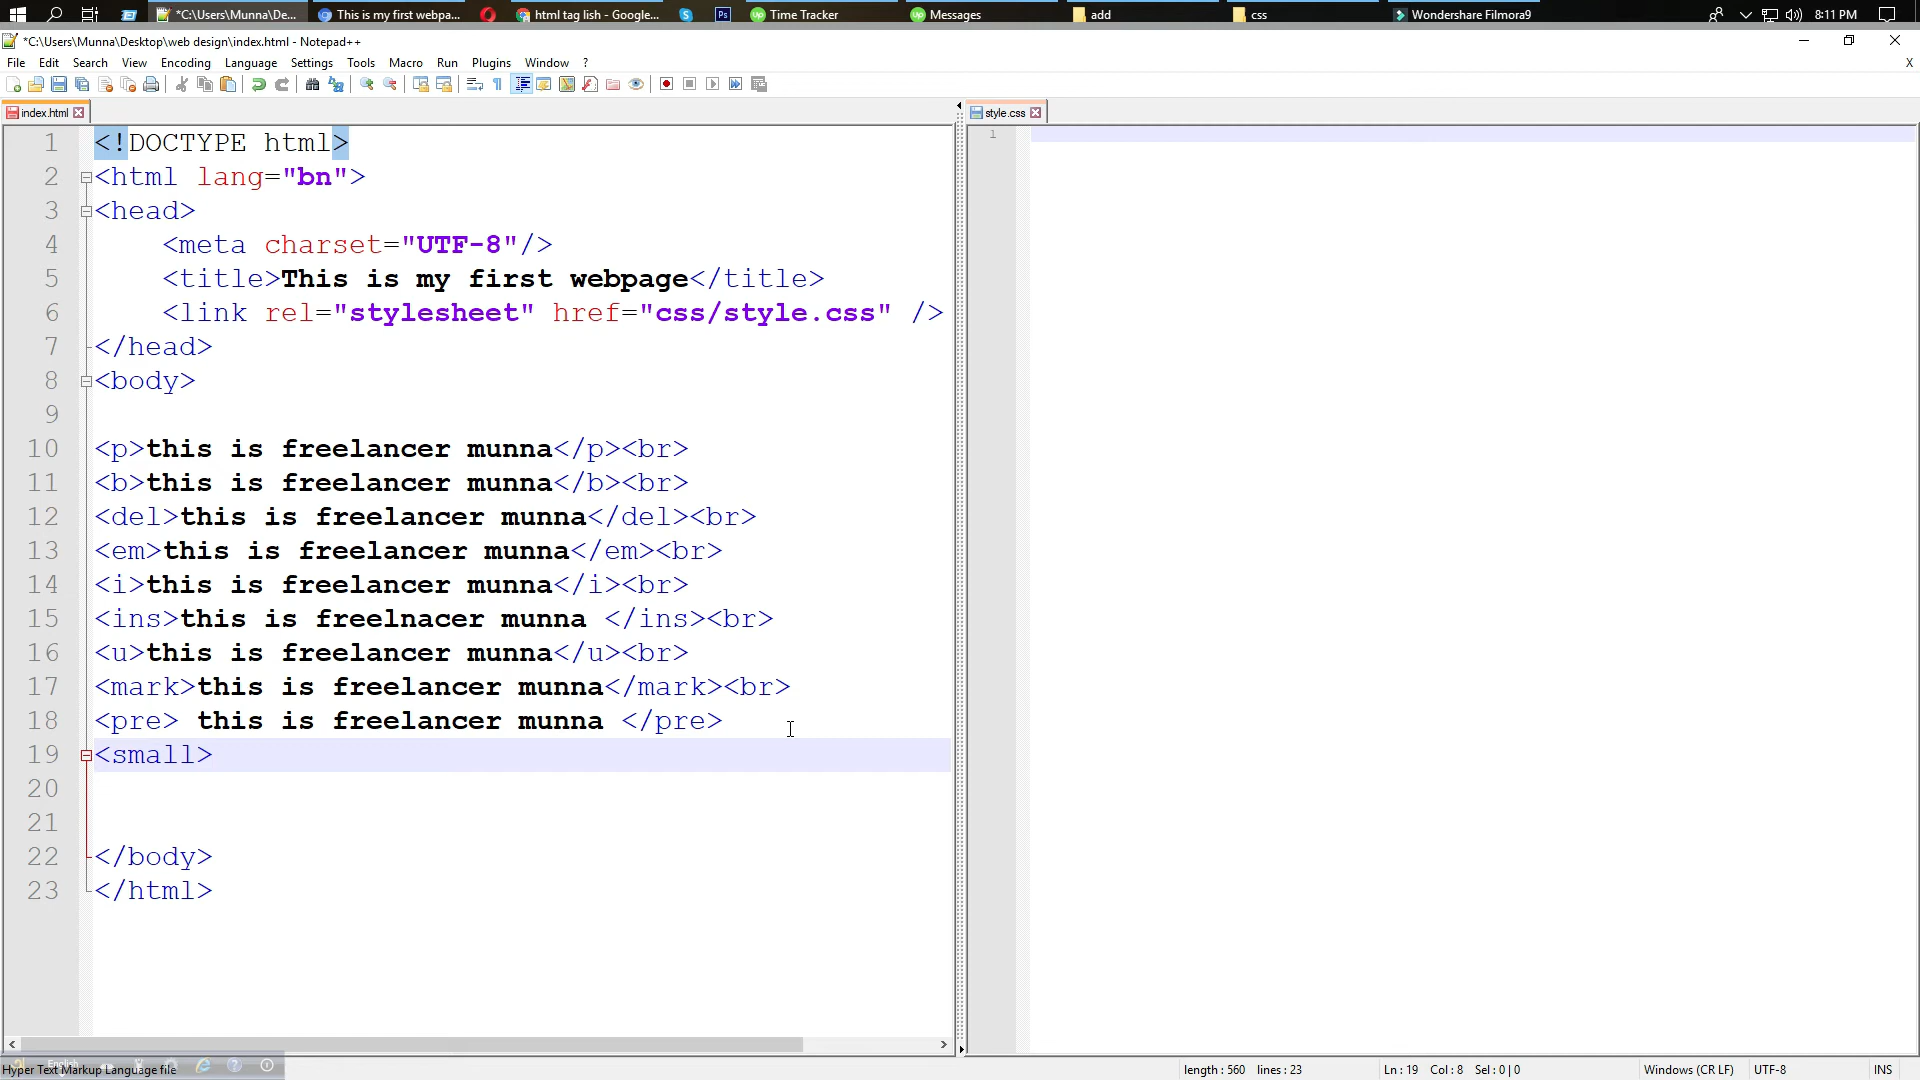 *C:\Users\Munna\De...
This is my first webpa...
html tag lish - Google...
Time Tracker
Messages
add
css
Wondershare Filmora9
8:11 PM
*C:\Users\Munna\Desktop\web design\index.html - Notepad++
File Edit Search View Encoding Language Settings Tools Macro Run Plugins Window ? X
index.html
style.css
1 <!DOCTYPE html>
2 <html lang="bn">
3 <head>
4 <meta charset="UTF-8"/>
5 <title>This is my first webpage</title>
6 <link rel="stylesheet" href="css/style.css" />
7 </head>
8 <body>
9
10 <p>this is freelancer munna</p><br>
11 <b>this is freelancer munna</b><br>
12 <del>this is freelancer munna</del><br>
13 <em>this is freelancer munna</em><br>
14 <i>this is freelancer munna</i><br>
15 <ins>this is freelnacer munna </ins><br>
16 <u>this is freelancer munna</u><br>
17 <mark>this is freelancer munna</mark><br>
18 <pre> this is freelancer munna </pre>
19 <small>
20
21
22 </body>
23 </html>
1
English
Hyper Text Markup Language file
length : 560 lines : 23
Ln : 19 Col : 8 Sel : 0 | 0
Windows (CR LF)
UTF-8
INS